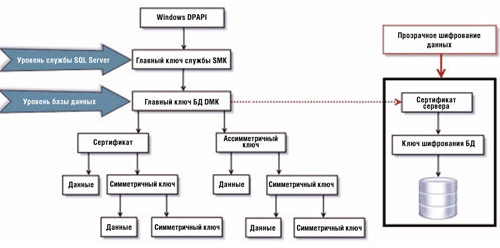 Windows DPAPI
Прозрачное шифрование
данных
Уровень службы SQL Server
Главный ключ службы SMK
Уровень базы данных
Главный ключ БД DMK
Сертификат
сервера
Сертификат
Ассимметричный
ключ
Ключ шифрования БД
Данные
Симметричный ключ
Данные
Симметричный ключ
Данные
Симметричный ключ
Данные
Симметричный ключ